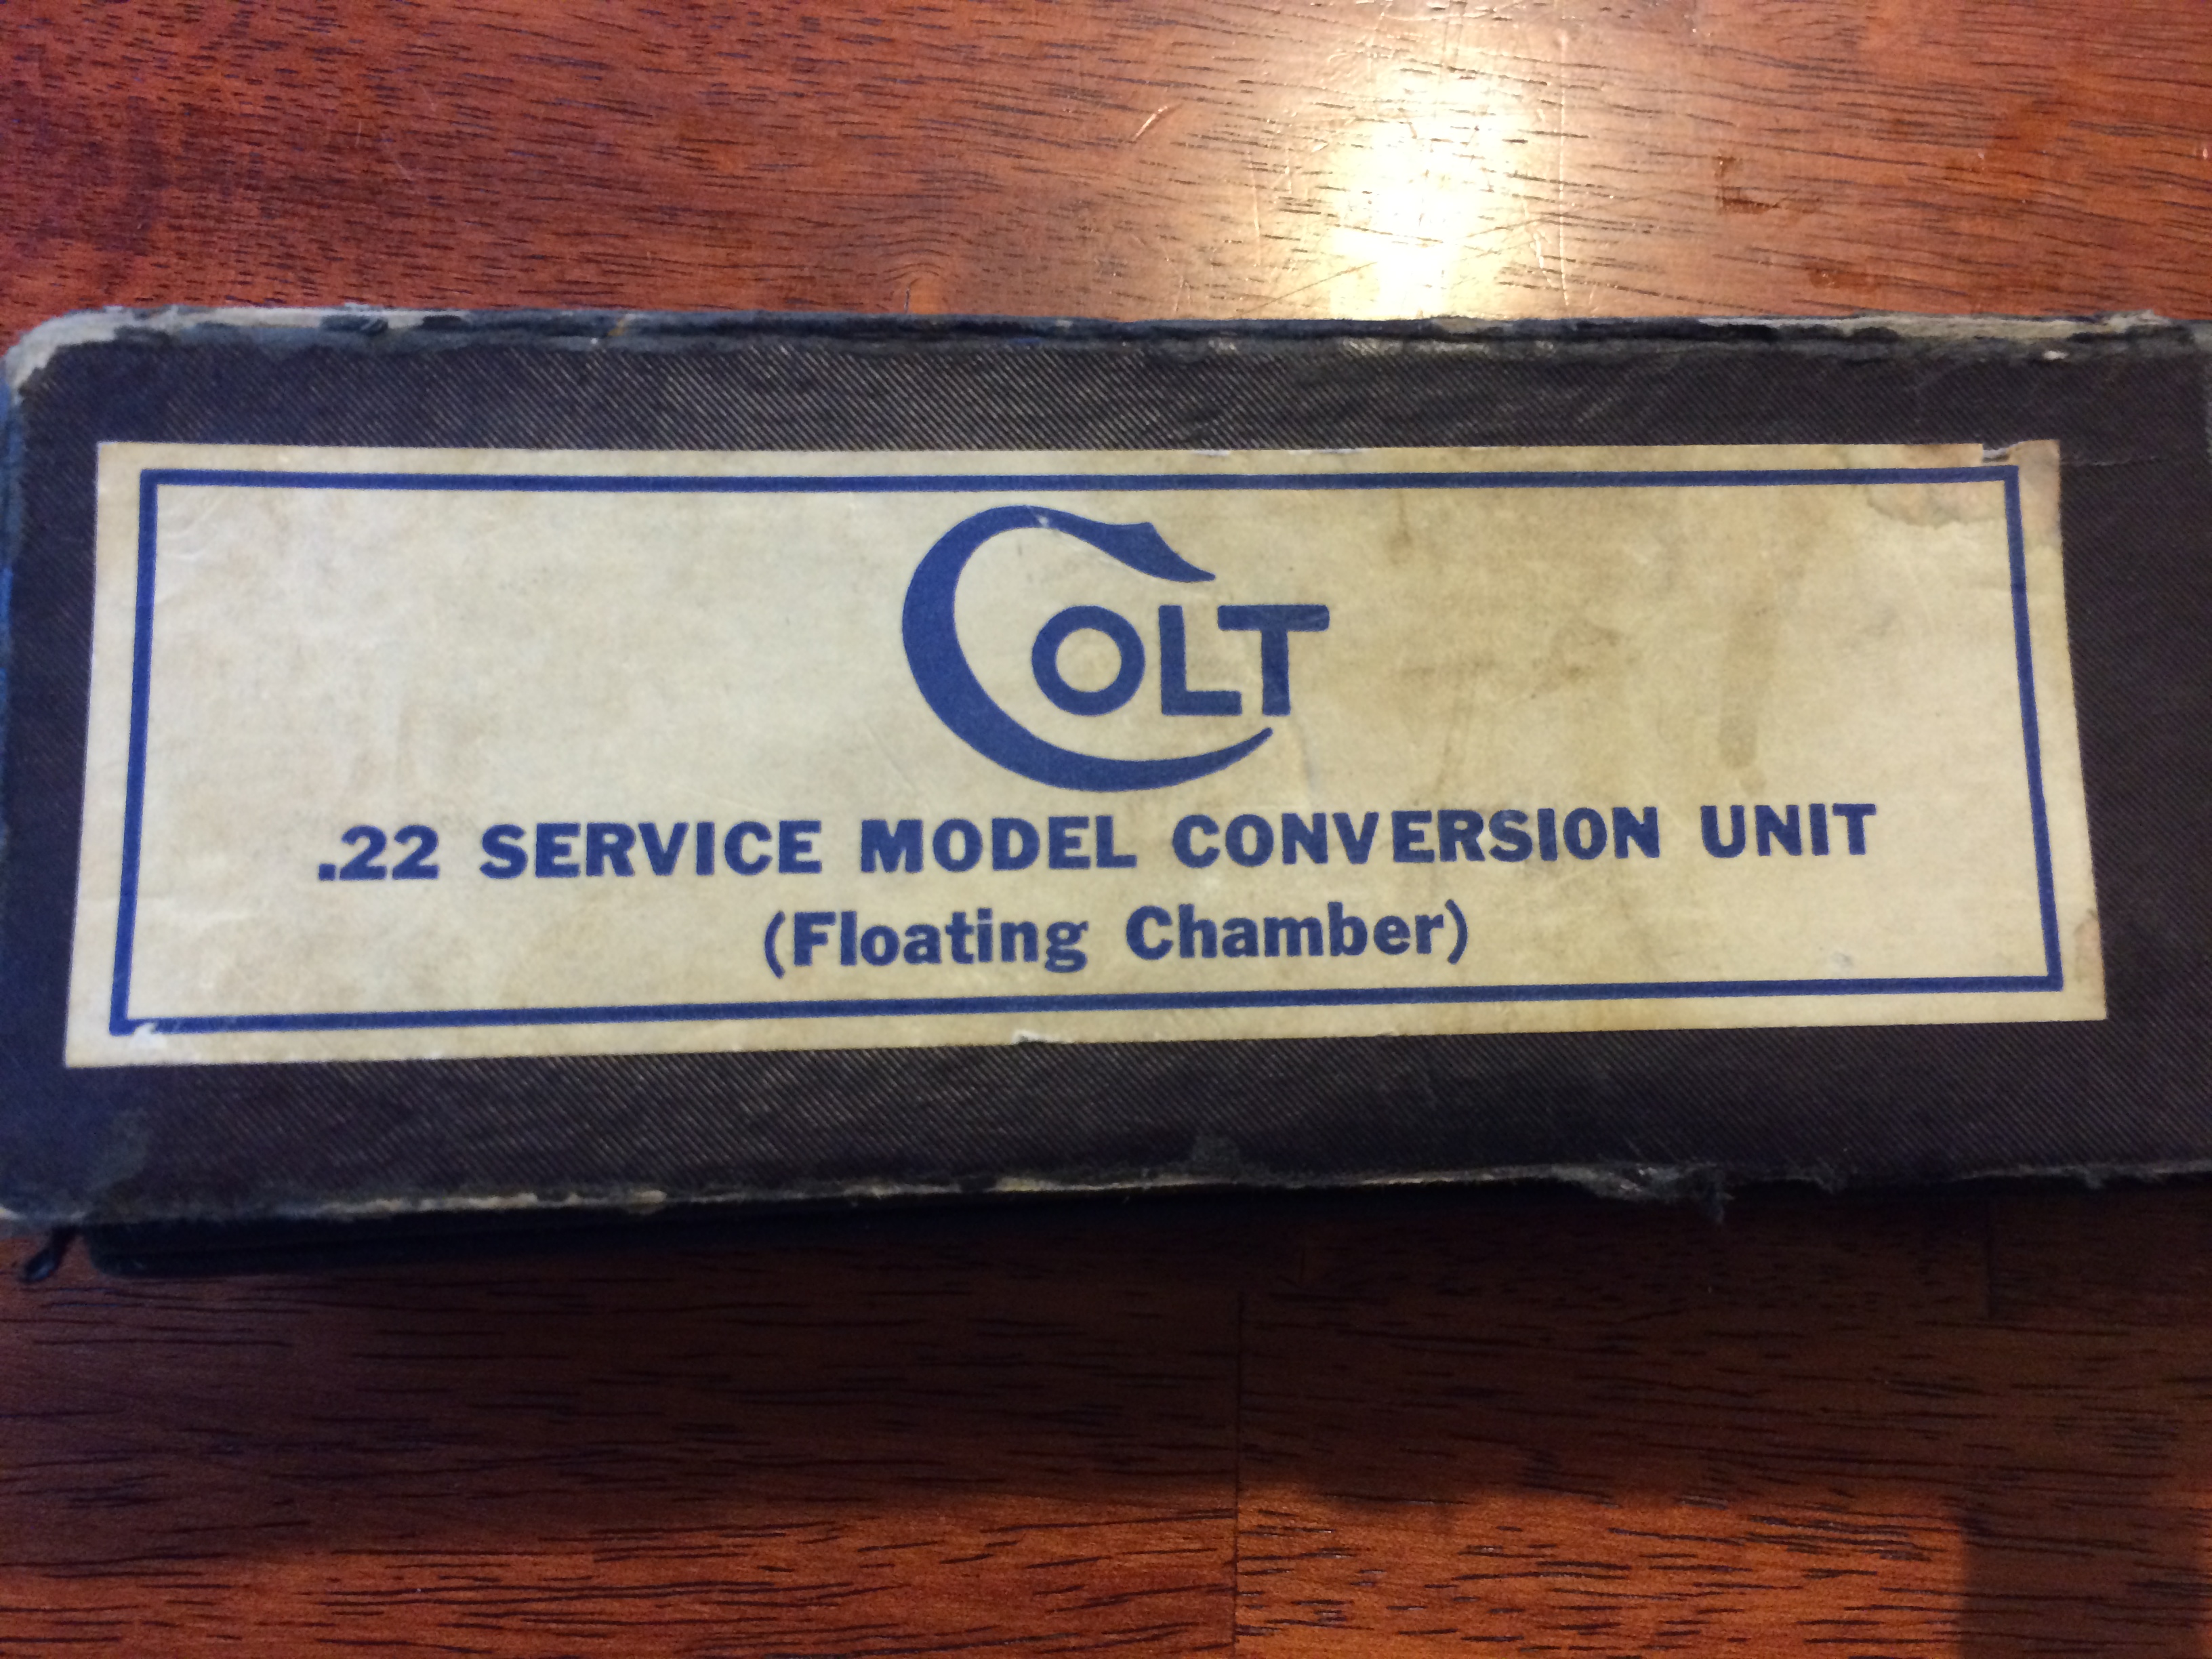 COLT
.22 SERVICE MODEL CONVERSION UNIT
(Floating Chamber)